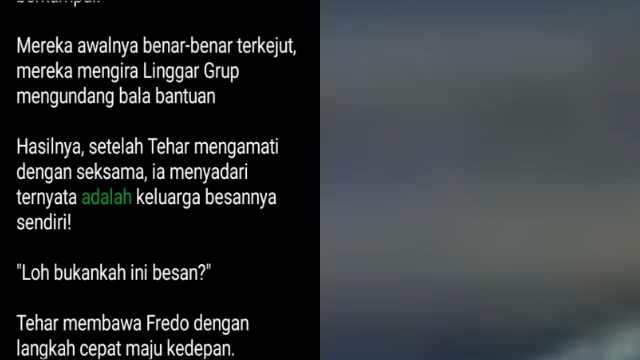 Mereka awalnya benar-benar terkejut,
mereka mengira Linggar Grup
mengundang bala bantuan
Hasilnya, setelah Tehar mengamati
dengan seksama, ia menyadari
ternyata adalah keluarga besannya
sendiri!
"Loh bukankah ini besan?"
Tehar membawa Fredo dengan
langkah cepat maju kedepan.